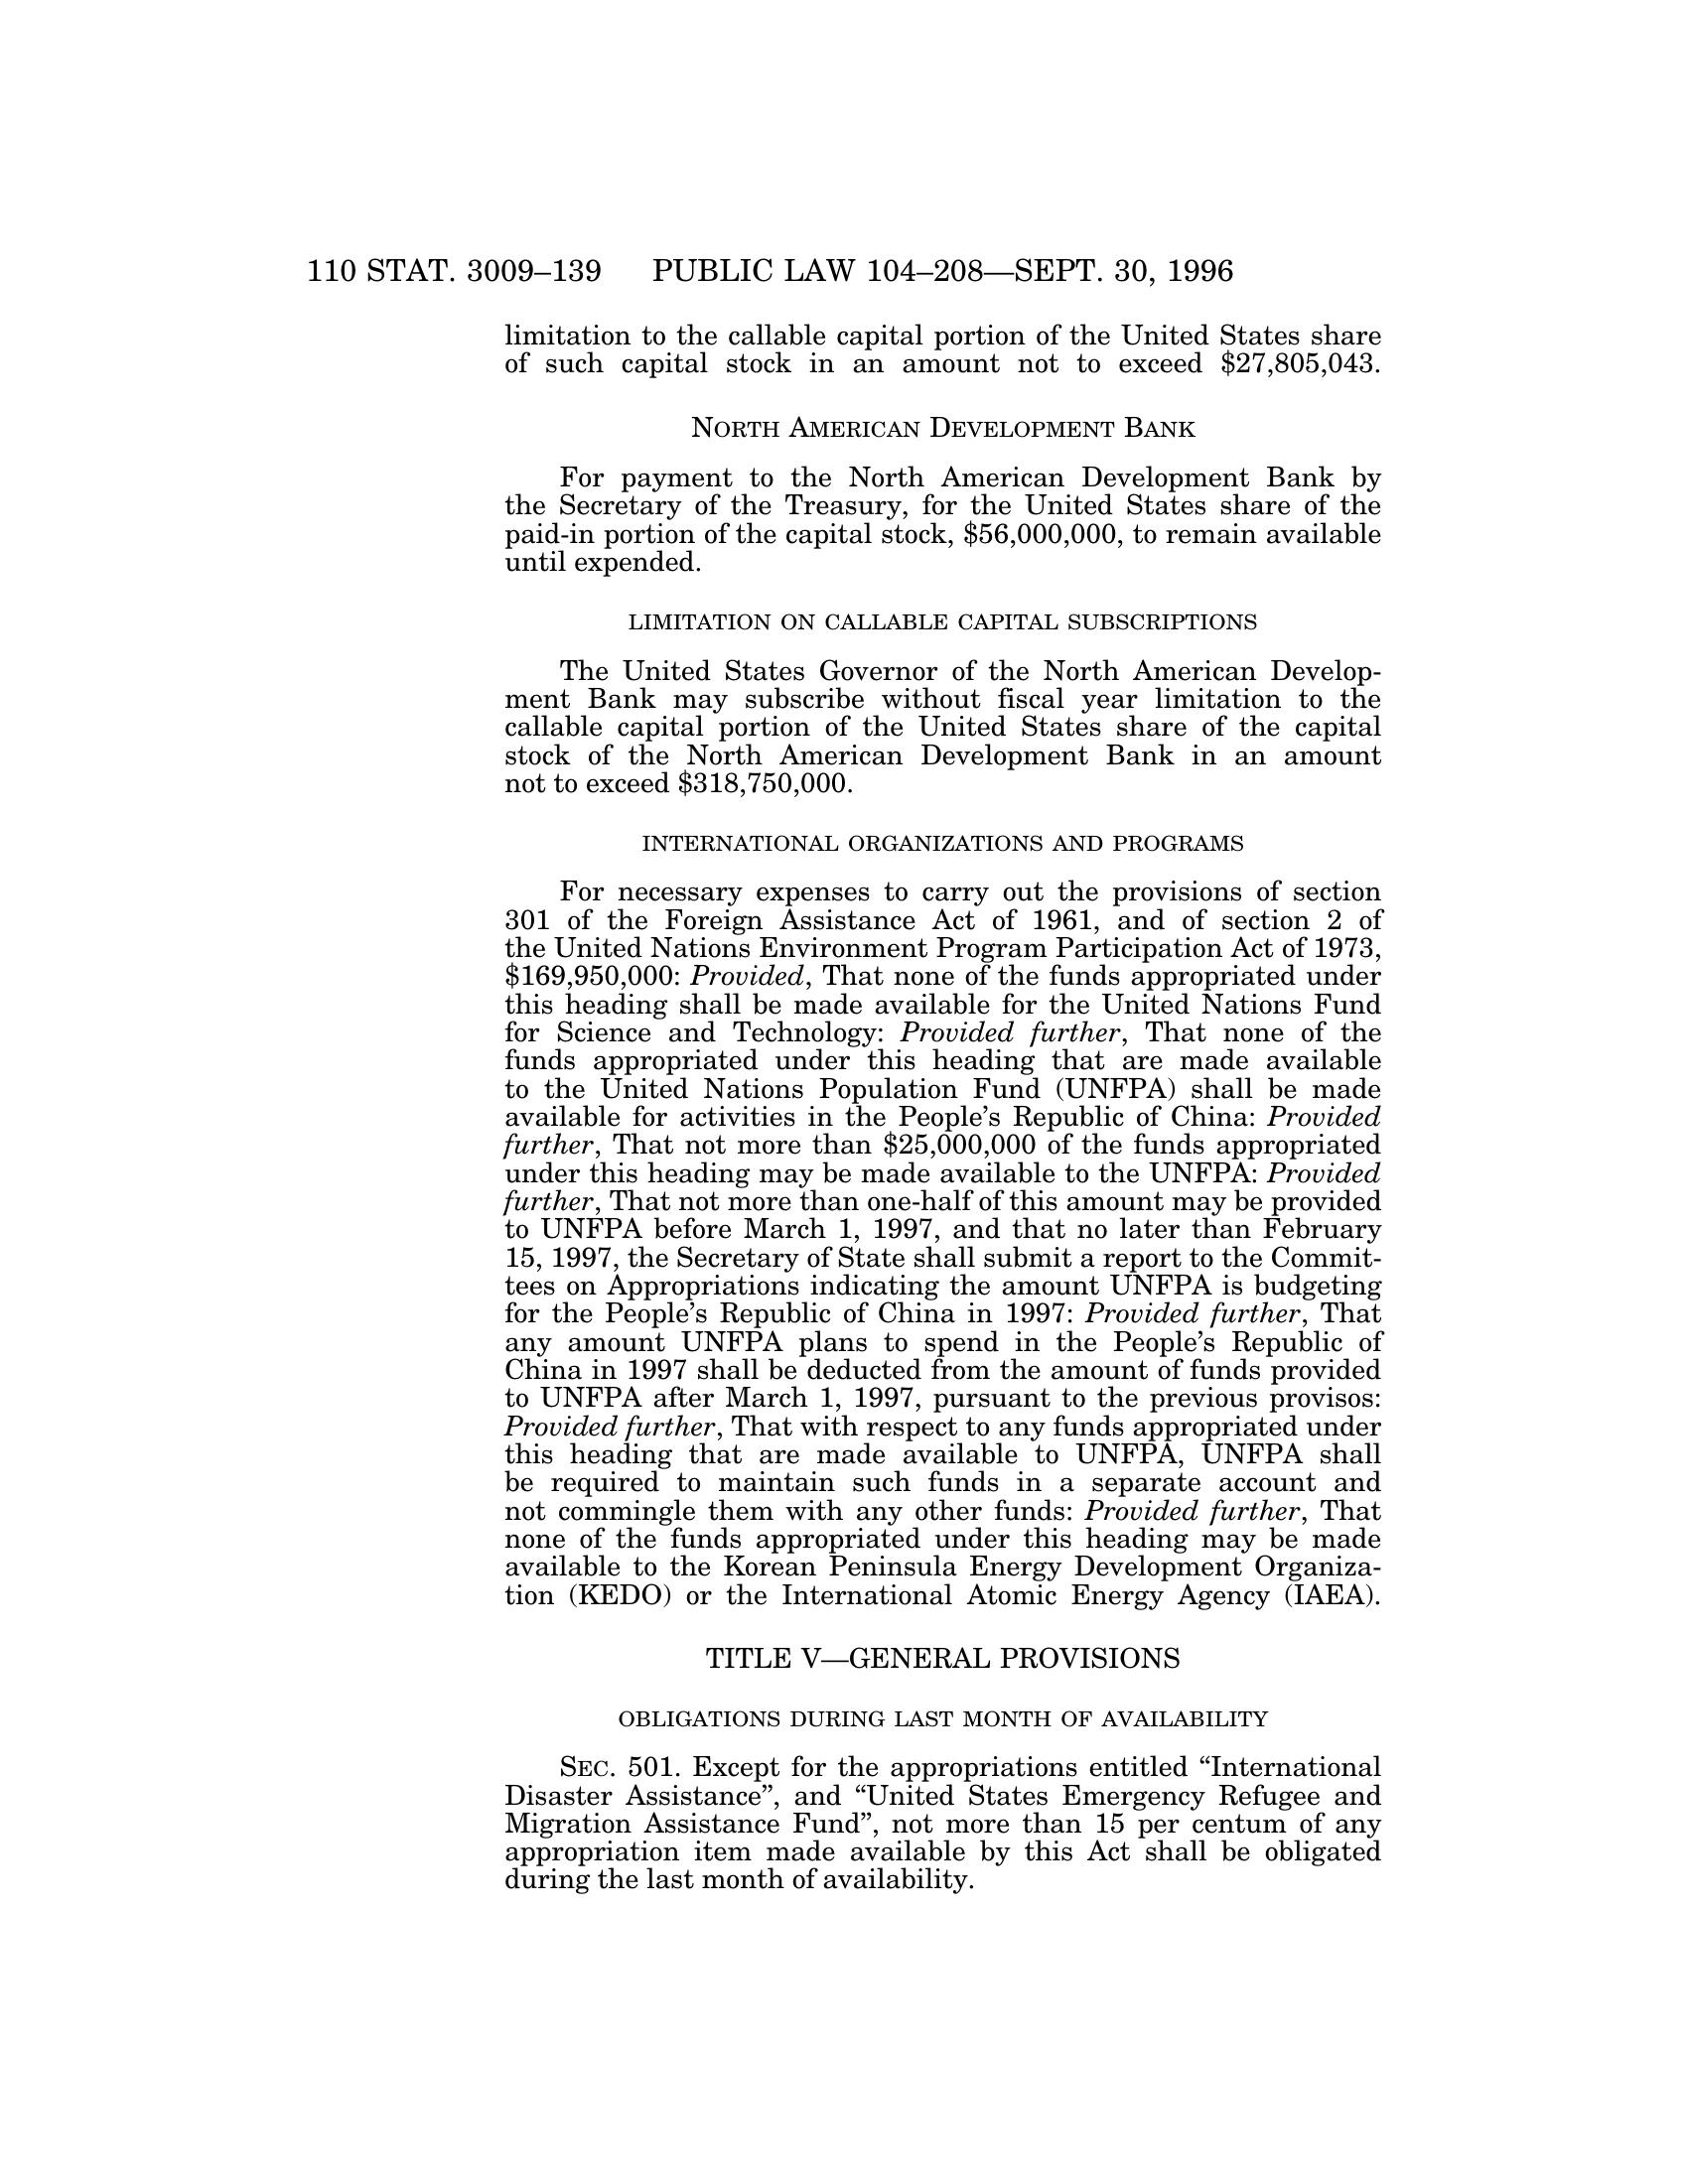 110 STAT. 3009–139 PUBLIC LAW 104–208—SEPT. 30, 1996
limitation to the callable capital portion of the United States share
of such capital stock in an amount not to exceed $27,805,043.
NORTH AMERICAN DEVELOPMENT BANK
For payment to the North American Development Bank by
the Secretary of the Treasury, for the United States share of the
paid-in portion of the capital stock, $56,000,000, to remain available
until expended.
LIMITATION ON CALLABLE CAPITAL SUBSCRIPTIONS
The United States Governor of the North American Develop-
ment Bank may subscribe without fiscal year limitation to the
callable capital portion of the United States share of the capital
stock of the North American Development Bank in an amount
not to exceed $318,750,000.
INTERNATIONAL ORGANIZATIONS AND PROGRAMS
For necessary expenses to carry out the provisions of section
301 of the Foreign Assistance Act of 1961, and of section 2 of
the United Nations Environment Program Participation Act of 1973,
$169,950,000: Provided, That none of the funds appropriated under
this heading shall be made available for the United Nations Fund
for Science and Technology: Provided further, That none of the
funds appropriated under this heading that are made available
to the United Nations Population Fund (UNFPA) shall be made
available for activities in the People’s Republic of China: Provided
further, That not more than $25,000,000 of the funds appropriated
under this heading may be made available to the UNFPA: Provided
further, That not more than one-half of this amount may be provided
to UNFPA before March 1, 1997, and that no later than February
15, 1997, the Secretary of State shall submit a report to the Commit-
tees on Appropriations indicating the amount UNFPA is budgeting
for the People’s Republic of China in 1997: Provided further, That
any amount UNFPA plans to spend in the People’s Republic of
China in 1997 shall be deducted from the amount of funds provided
to UNFPA after March 1, 1997, pursuant to the previous provisos:
Provided further, That with respect to any funds appropriated under
this heading that are made available to UNFPA, UNFPA shall
be required to maintain such funds in a separate account and
not commingle them with any other funds: Provided further, That
none of the funds appropriated under this heading may be made
available to the Korean Peninsula Energy Development Organiza-
tion (KEDO) or the International Atomic Energy Agency (IAEA).
TITLE V—GENERAL PROVISIONS
OBLIGATIONS DURING LAST MONTH OF AVAILABILITY
SEC. 501. Except for the appropriations entitled “International
Disaster Assistance”, and “United States Emergency Refugee and
Migration Assistance Fund”, not more than 15 per centum of any
appropriation item made available by this Act shall be obligated
during the last month of availability.